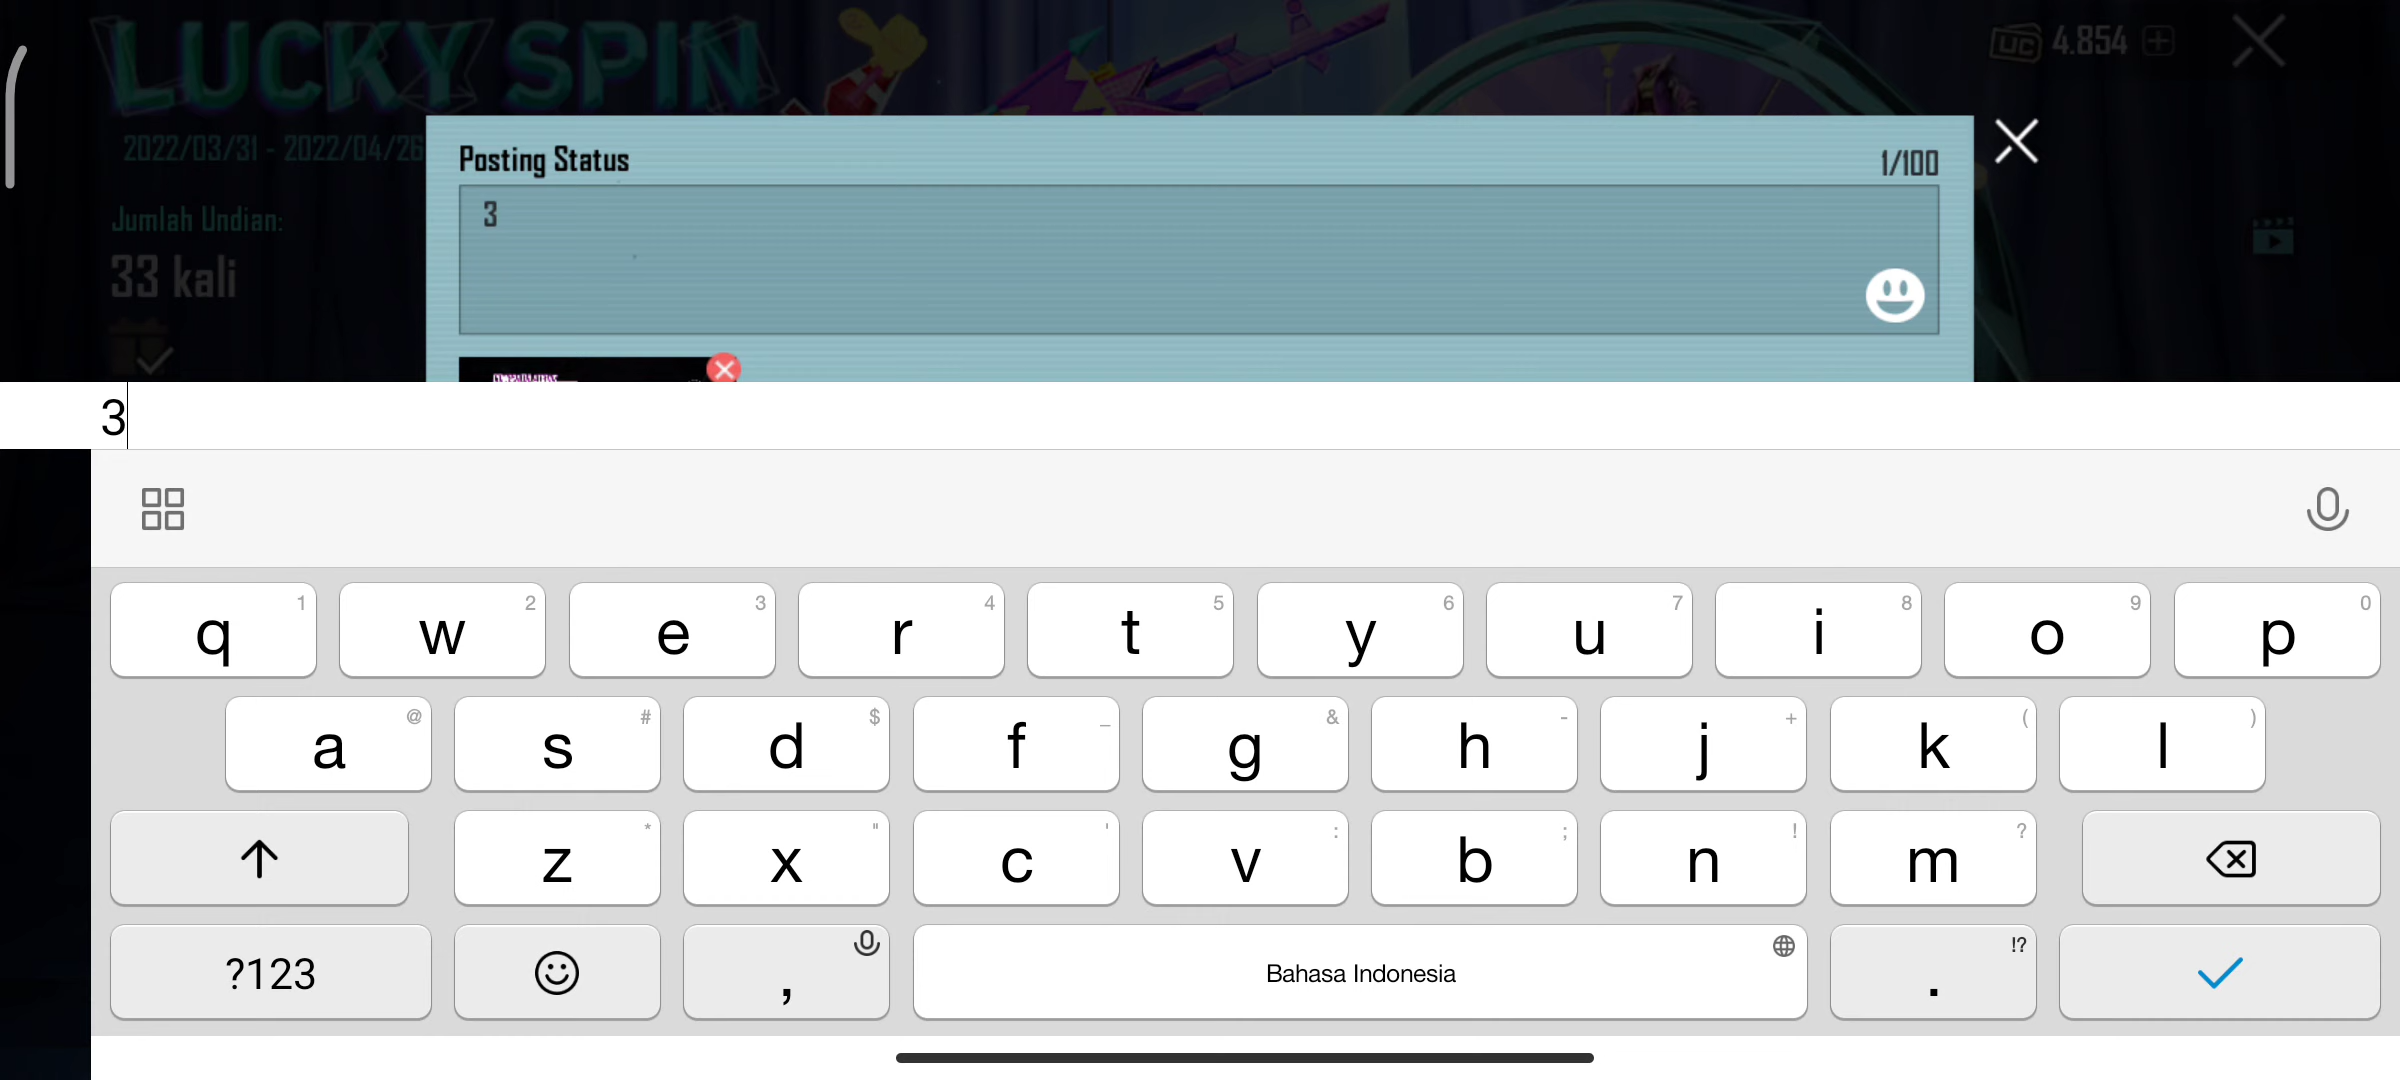 LUCKY SPIN
UC 4.854
2022/03/31 - 2022/04/26
Posting Status
1/100
Jumlah Undian:
3
33 kali
3
q 1 w 2 e 3 r 4 t 5 y 6 u 7 i 8 o 9 p 0
a @ s # d $ f _ g & h - j + k ( l )
z * x " c ' v : b ; n ! m ?
?123 , Bahasa Indonesia . !?